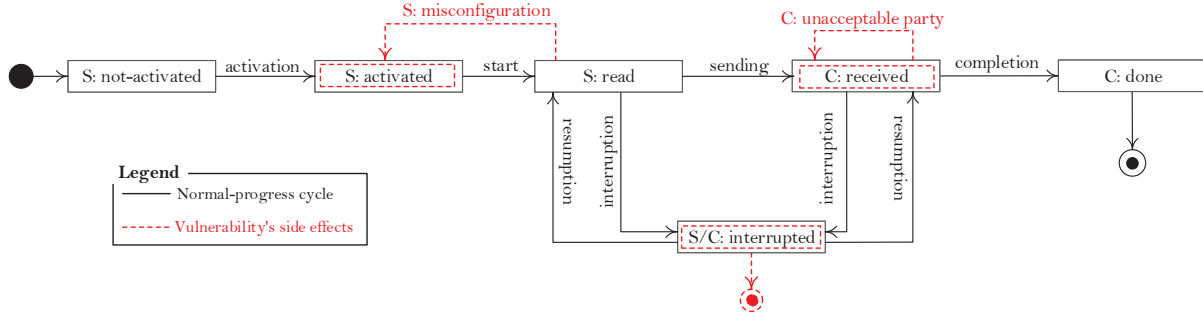 S: misconfiguration
C: unacceptable party
S: not-activated
activation
S: activated
start
S: read
sending
C: received
completion
C: done
resumption
interruption
interruption
resumption
Legend
Normal-progress cycle
Vulnerability's side effects
S/C: interrupted